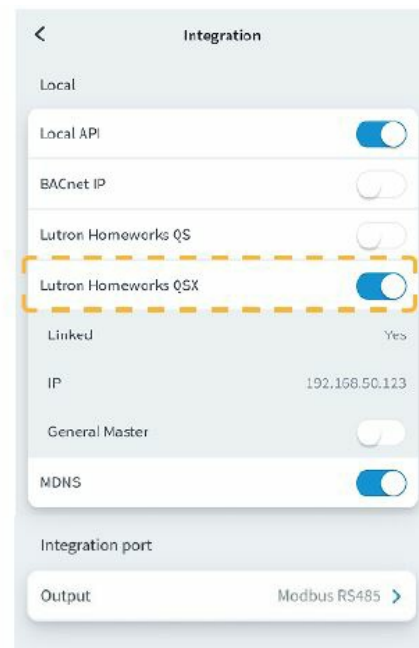 Integration
Local
Local API
BACnet IP
Lutron Homeworks QS
Lutron Homeworks QSX
Linked Yes
IP 192.168.50.123
General Master
MDNS
Integration port
Output Modbus RS485